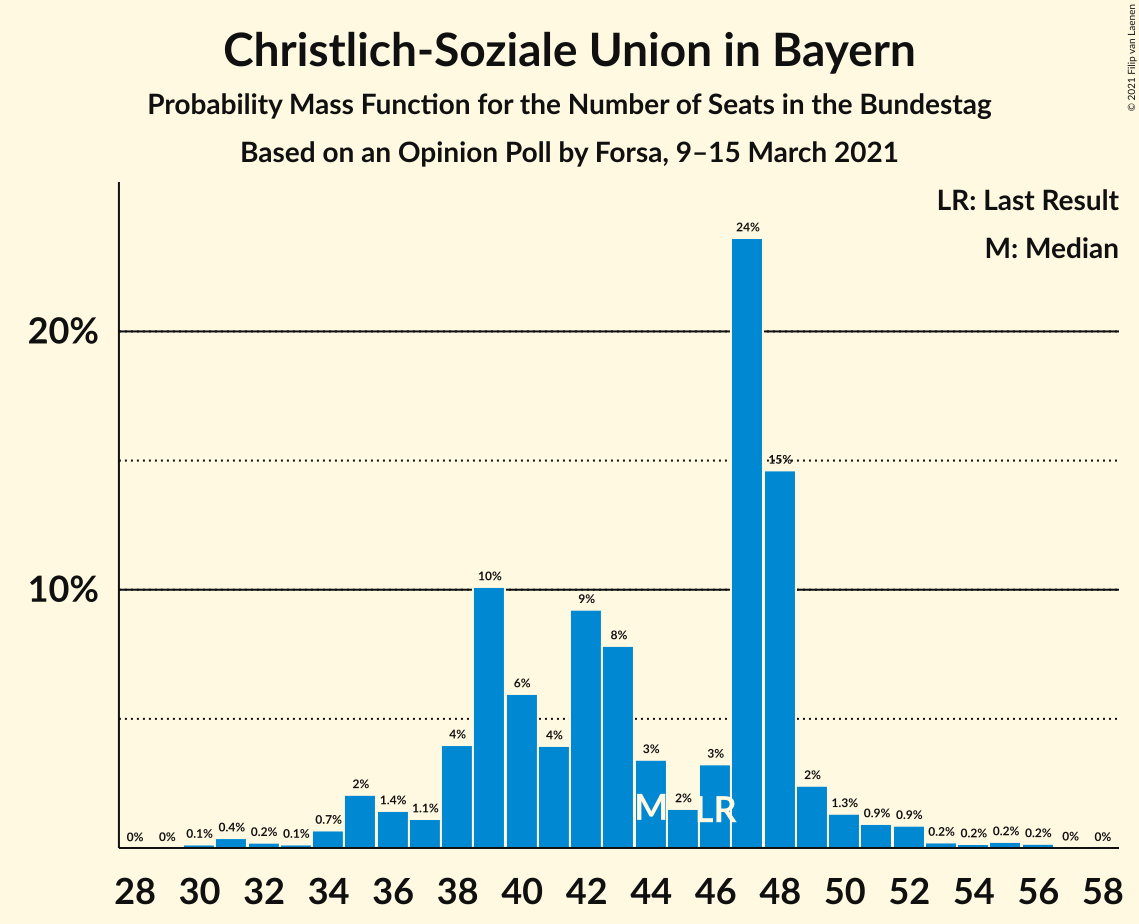 Christlich-Soziale Union in Bayern
Probability Mass Function for the Number of Seats in the Bundestag
Based on an Opinion Poll by Forsa, 9–15 March 2021
© 2021 Filip van Laenen
LR: Last Result
M: Median
20%
10%
0% 0% 0.1% 0.4% 0.2% 0.1% 0.7% 2% 1.4% 1.1% 4% 10% 6% 4% 9% 8% 3% 2% 3% 24% 15% 2% 1.3% 0.9% 0.9% 0.2% 0.2% 0.2% 0.2% 0% 0%
M LR
28 30 32 34 36 38 40 42 44 46 48 50 52 54 56 58